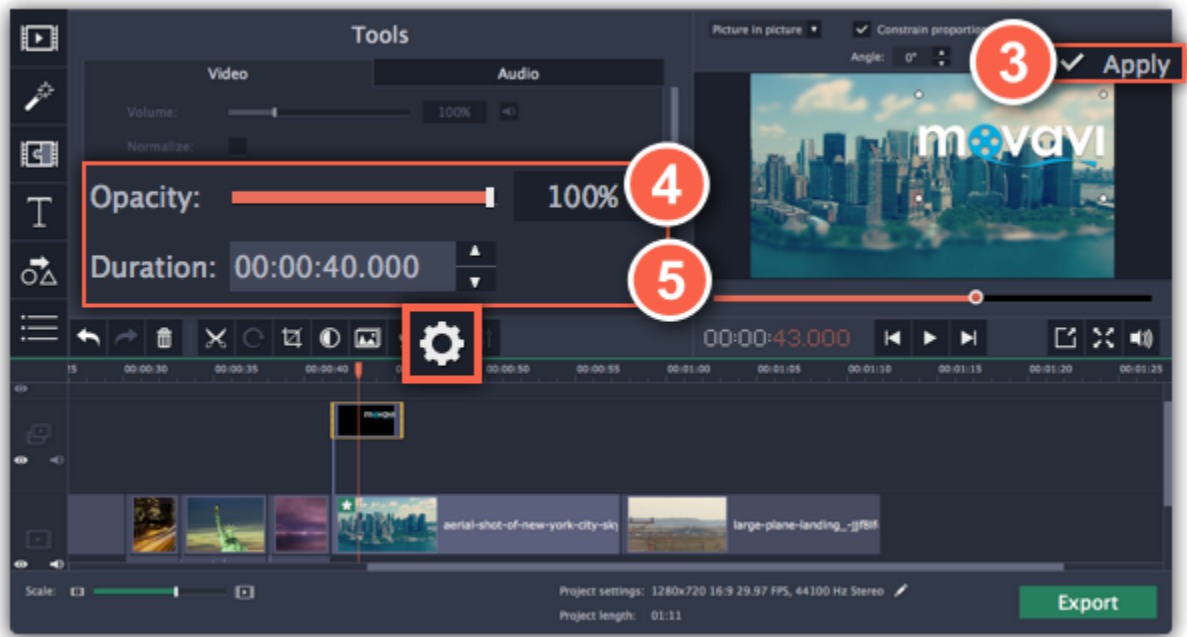 Tools
Picture in picture
Constrain
3
Apply
Angle: 0°
Video Audio
Volume: 100%
Normalize:
movavi
Opacity: 100% 4
Duration: 00:00:40.000 5
T
00:00:43.000
25 00:00:30 00:00:35 00:00:40 00:00:50 00:00:55 00:01:00 00:01:05 00:01:10 00:01:15 00:01:20 00:01:25
movavi
aerial-shot-of-new-york-city-sky
large-plane-landing_
Scale:
Project settings: 1280x720 16:9 29.97 FPS, 44100 Hz Stereo
Project length: 01:11
Export